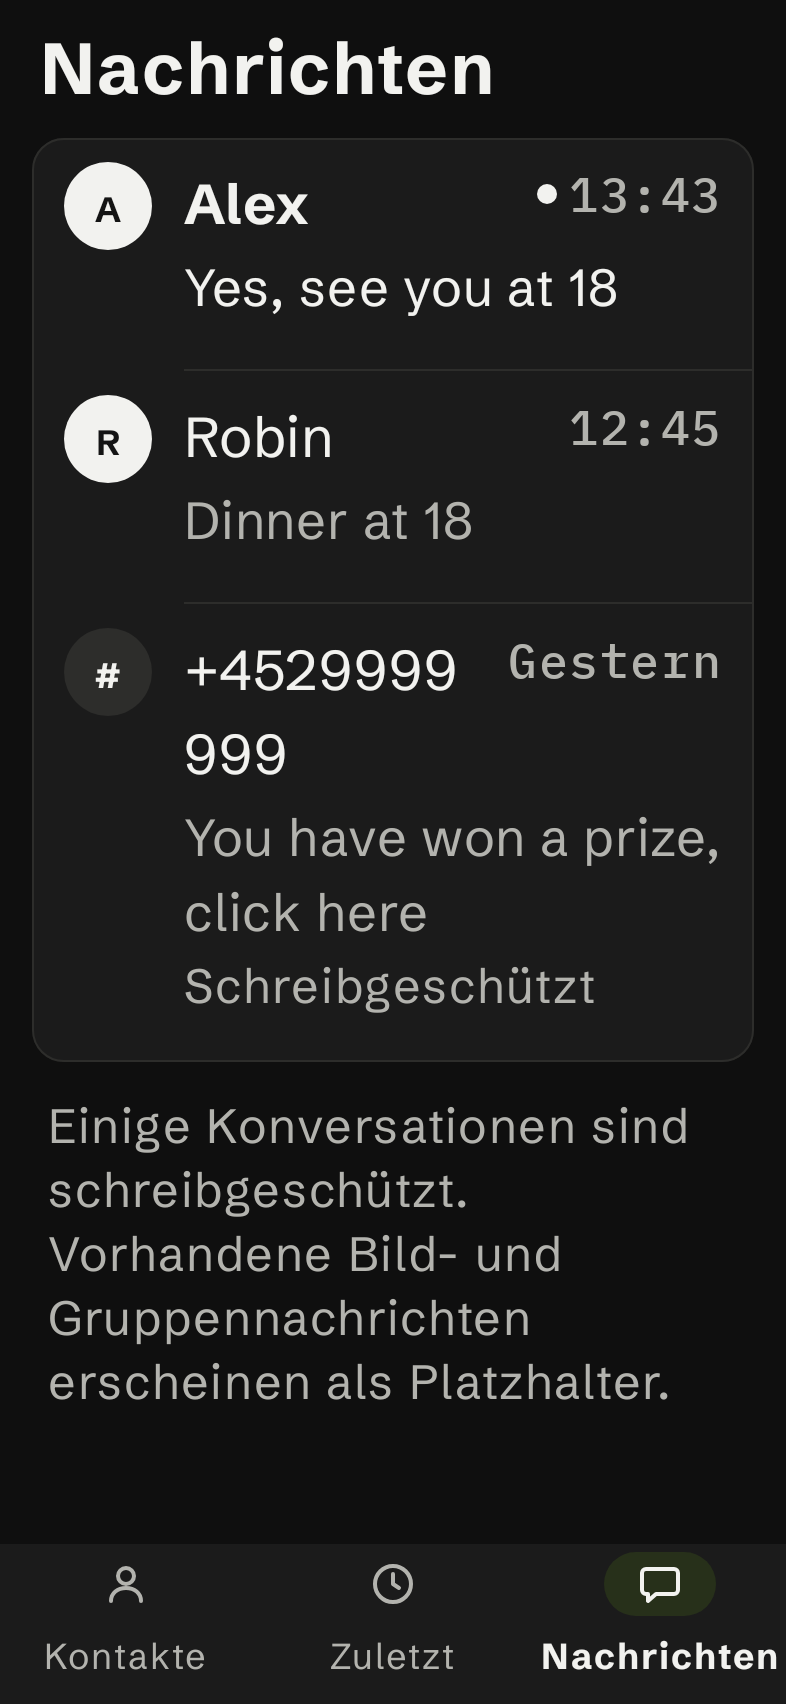 Nachrichten
A
Alex
13:43
Yes, see you at 18
R
Robin
12:45
Dinner at 18
#
+4529999
Gestern
999
You have won a prize,
click here
Schreibgeschützt
Einige Konversationen sind
schreibgeschützt.
Vorhandene Bild- und
Gruppennachrichten
erscheinen als Platzhalter.
Kontakte
Zuletzt
Nachrichten